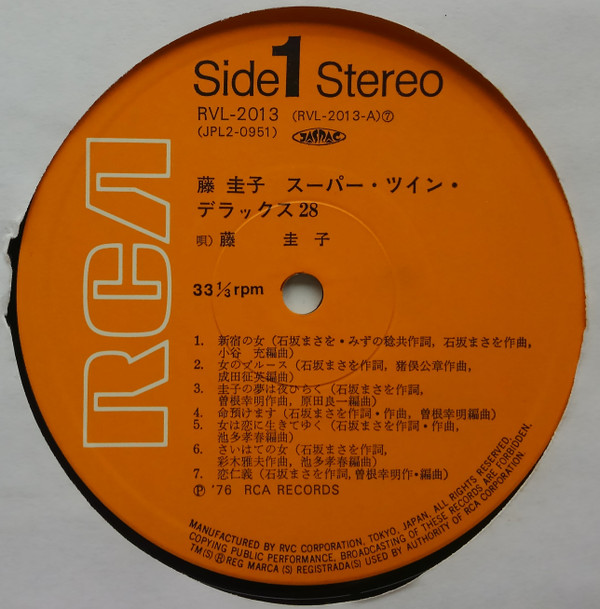 Side 1 Stereo
RVL-2013 (RVL-2013-A)⑦
(JPL2-0951) JASRAC
RCA
藤 圭子 スーパー・ツイン・
デラックス28
唄) 藤 圭 子
33 1/3 rpm
1. 新宿の女 (石坂まさを・みずの稔共作詞, 石坂まさを作曲,
小谷 充編曲)
2. 女のブルース (石坂まさを作詞, 猪俣公章作曲,
成田征英編曲)
3. 圭子の夢は夜ひらく (石坂まさを作詞,
曽根幸明作曲, 原田良一編曲)
4. 命預けます (石坂まさを作詞・作曲, 曽根幸明編曲)
5. 女は恋に生きてゆく (石坂まさを作詞・作曲,
池多孝春編曲)
6. さいはての女 (石坂まさを作詞,
彩木雅夫作曲, 池多孝春編曲)
7. 恋仁義 (石坂まさを作詞, 曽根幸明作・編曲)
Ⓟ '76 RCA RECORDS
MANUFACTURED BY RVC CORPORATION, TOKYO, JAPAN, ALL RIGHTS RESERVED,
COPYING PUBLIC PERFORMANCE, BROADCASTING OF THESE RECORDS ARE FORBIDDEN.
TM(S) Ⓡ REG MARCA (S) REGISTRADA(S) USED BY AUTHORITY OF RCA CORPORATION.